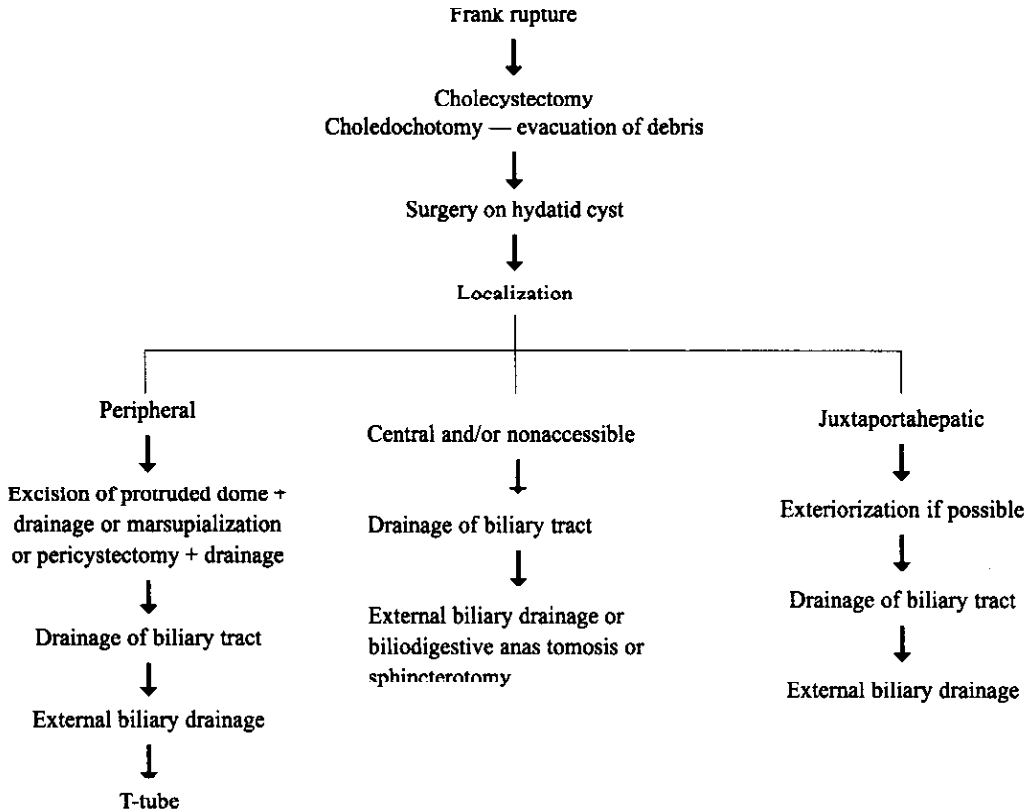 Frank rupture
Cholecystectomy
Choledochotomy — evacuation of debris
Surgery on hydatid cyst
Localization
Peripheral
Excision of protruded dome +
drainage or marsupialization
or pericystectomy + drainage
Drainage of biliary tract
External biliary drainage
T-tube
Central and/or nonaccessible
Drainage of biliary tract
External biliary drainage or
biliodigestive anas tomosis or
sphincterotomy
Juxtaportahepatic
Exteriorization if possible
Drainage of biliary tract
External biliary drainage